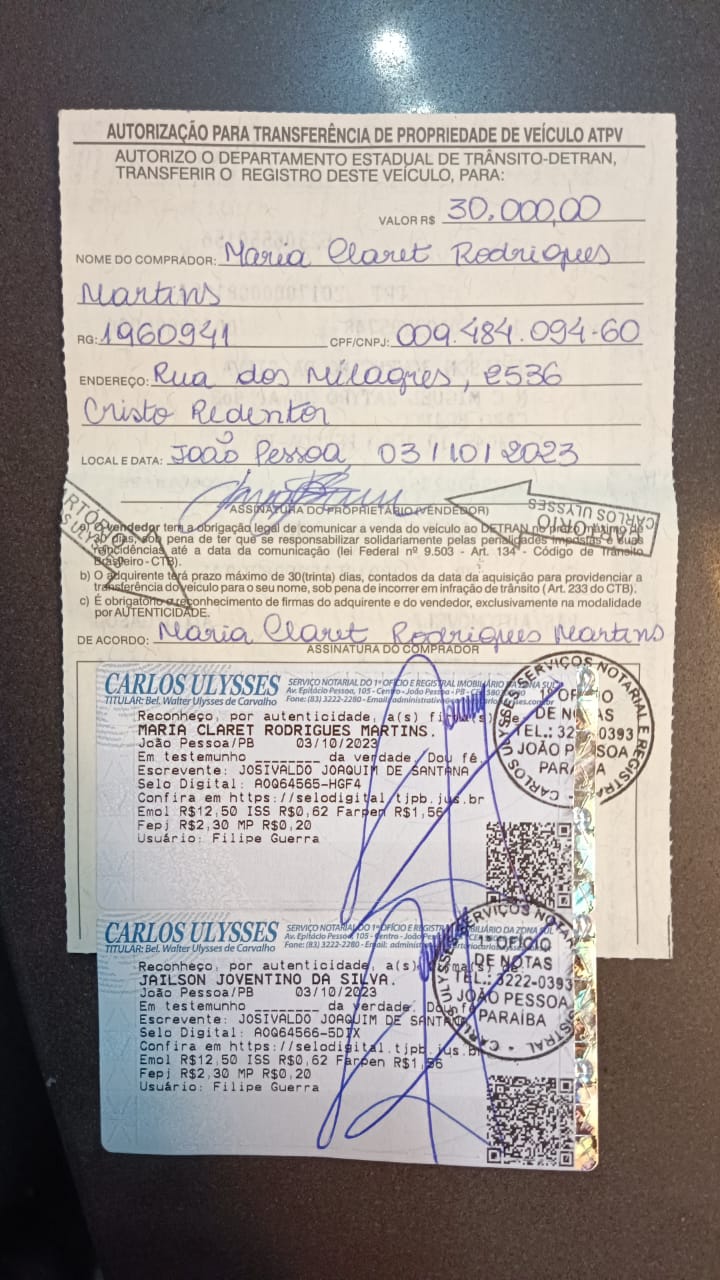 AUTORIZAÇÃO PARA TRANSFERÊNCIA DE PROPRIEDADE DE VEÍCULO ATPV
AUTORIZO O DEPARTAMENTO ESTADUAL DE TRÂNSITO-DETRAN,
TRANSFERIR O REGISTRO DESTE VEÍCULO, PARA:
VALOR R$ 30.000,00
NOME DO COMPRADOR: Maria Claret Rodrigues
Martins
RG: 1960941 CPF/CNPJ: 009.484.094-60
ENDEREÇO: Rua dos Milagres, 2536
Cristo Redentor
LOCAL E DATA: João Pessoa 03/10/2023
ASSINATURA DO PROPRIETÁRIO (VENDEDOR)
CARTÓRIO
CARLOS ULYSSES
a) O vendedor tem a obrigação legal de comunicar a venda do veículo ao DETRAN no prazo máximo de
30 dias, sob pena de ter que se responsabilizar solidariamente pelas penalidades impostas e suas
reincidências até a data da comunicação (lei Federal nº 9.503 - Art. 134 - Código de Trânsito
Brasileiro - CTB).
b) O adquirente terá prazo máximo de 30(trinta) dias, contados da data da aquisição para providenciar a
transferência do veículo para o seu nome, sob pena de incorrer em infração de trânsito (Art. 233 do CTB).
c) É obrigatório o reconhecimento de firmas do adquirente e do vendedor, exclusivamente na modalidade
por AUTENTICIDADE.
DE ACORDO: Maria Claret Rodrigues Martins
ASSINATURA DO COMPRADOR
CARLOS ULYSSES
SERVIÇO NOTARIAL DO 1º OFÍCIO E REGISTRAL IMOBILIÁRIO DA ZONA SUL
TITULAR: Bel. Walter Ulysses de Carvalho
Av. Epitácio Pessoa, 105 - Centro - João Pessoa - PB
Fone: (83) 3222-2280 - Email:
Reconheço, por autenticidade, a(s) firma(s) de
MARIA CLARET RODRIGUES MARTINS.
João Pessoa/PB 03/10/2023
Em testemunho ________ da verdade. Dou fé.
Escrevente: JOSIVALDO JOAQUIM DE SANTANA
Selo Digital: AOQ64565-HGF4
Confira em https://selodigital.tjpb.jus.br
Emol R$12,50 ISS R$0,62 Farpen R$1,56
Fepj R$2,30 MP R$0,20
Usuário: Filipe Guerra
CARLOS ULYSSES SERVIÇOS NOTARIAL E REGISTRAL
1º OFÍCIO
DE NOTAS
TEL.: 3222-0393
JOÃO PESSOA
PARAÍBA
CARLOS ULYSSES
SERVIÇO NOTARIAL DO 1º OFÍCIO E REGISTRAL IMOBILIÁRIO DA ZONA SUL
TITULAR: Bel. Walter Ulysses de Carvalho
Av. Epitácio Pessoa, 105 - Centro - João Pessoa
Fone: (83) 3222-2280 - Email:
Reconheço, por autenticidade, a(s) firma(s) de
JAILSON JOVENTINO DA SILVA.
João Pessoa/PB 03/10/2023
Em testemunho ________ da verdade. Dou fé.
Escrevente: JOSIVALDO JOAQUIM DE SANTANA
Selo Digital: AOQ64566-5DIX
Confira em https://selodigital.tjpb.jus.br
Emol R$12,50 ISS R$0,62 Farpen R$1,56
Fepj R$2,30 MP R$0,20
Usuário: Filipe Guerra
CARLOS ULYSSES SERVIÇOS NOTARIAL E REGISTRAL
1º OFÍCIO
DE NOTAS
TEL.: 3222-0393
JOÃO PESSOA
PARAÍBA